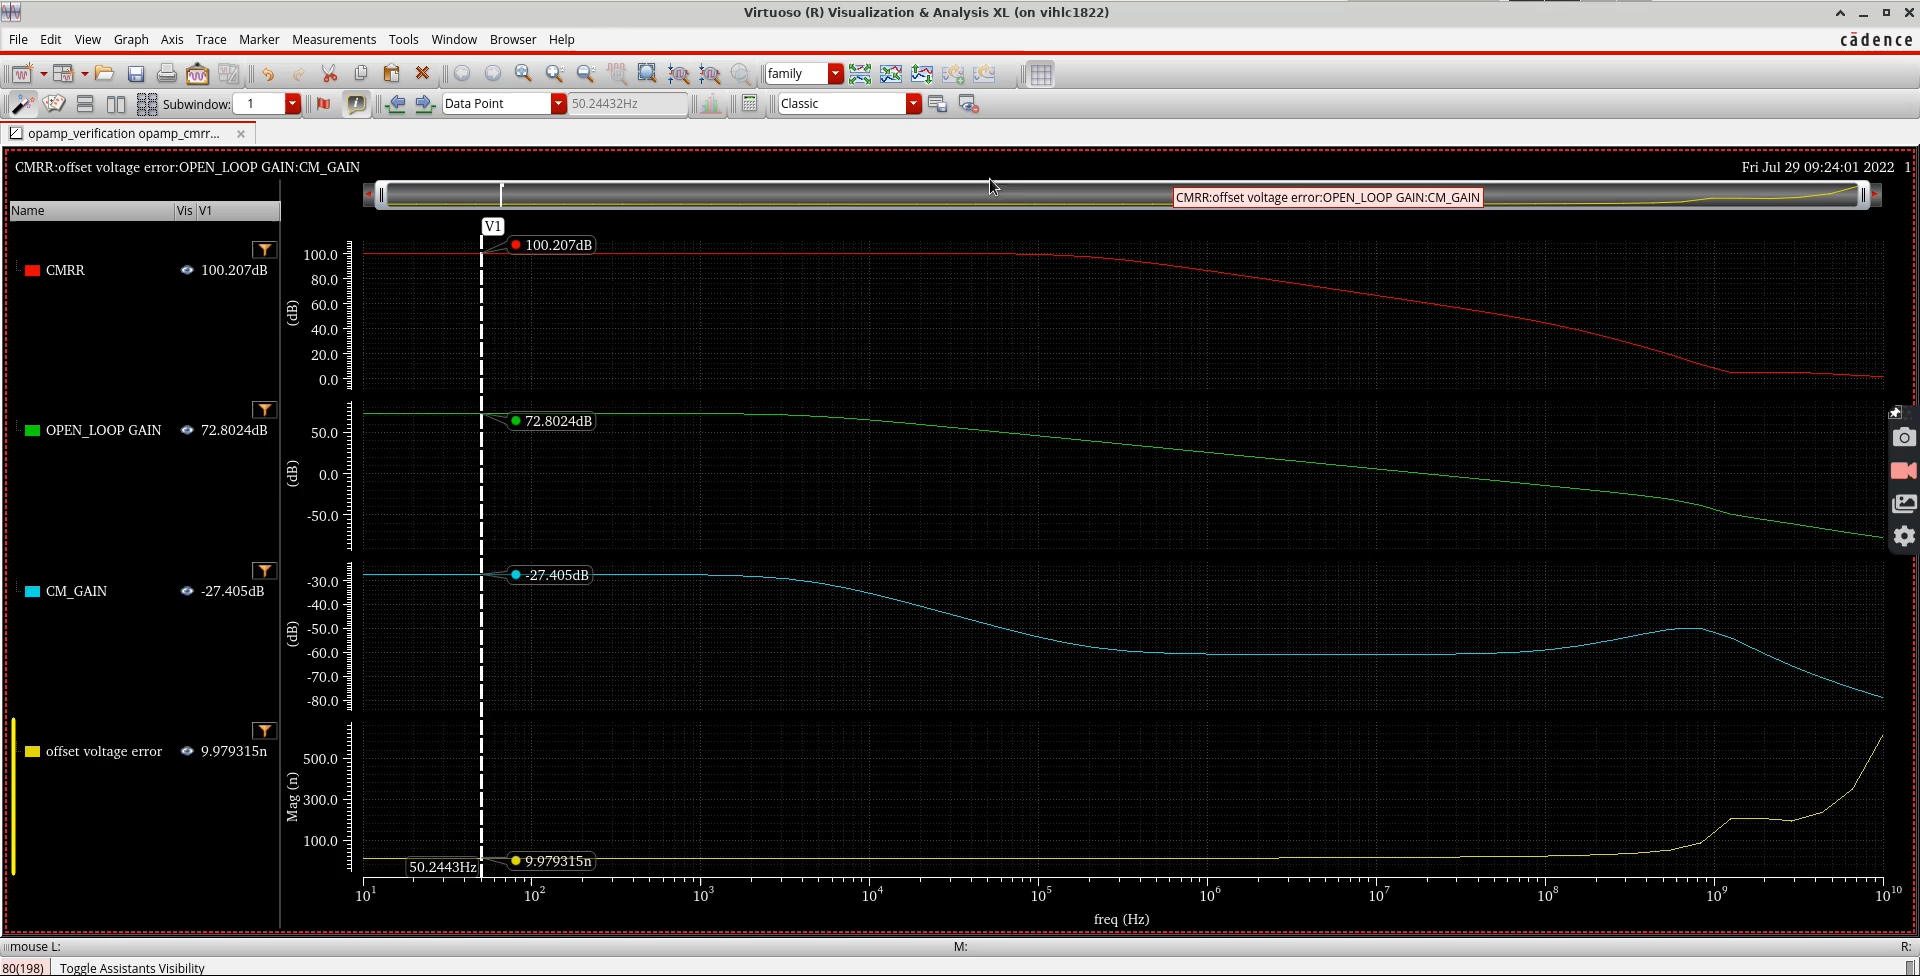 Virtuoso (R) Visualization & Analysis XL (on vihlc1822)
File Edit View Graph Axis Trace Marker Measurements Tools Window Browser Help
cādence
family
Subwindow: 1
Data Point
50.24432Hz
Classic
opamp_verification opamp_cmrr...
CMRR:offset voltage error:OPEN_LOOP GAIN:CM_GAIN
Fri Jul 29 09:24:01 2022 1
CMRR:offset voltage error:OPEN_LOOP GAIN:CM_GAIN
Name Vis V1
V1
CMRR 100.207dB
100.207dB
(dB)
100.0
80.0
60.0
40.0
20.0
0.0
OPEN_LOOP GAIN 72.8024dB
72.8024dB
(dB)
50.0
0.0
-50.0
CM_GAIN -27.405dB
-27.405dB
(dB)
-30.0
-40.0
-50.0
-60.0
-70.0
-80.0
offset voltage error 9.979315n
9.979315n
Mag (n)
500.0
300.0
100.0
50.2443Hz
10¹ 10² 10³ 10⁴ 10⁵ 10⁶ 10⁷ 10⁸ 10⁹ 10¹⁰
freq (Hz)
mouse L: M: R:
80(198) Toggle Assistants Visibility